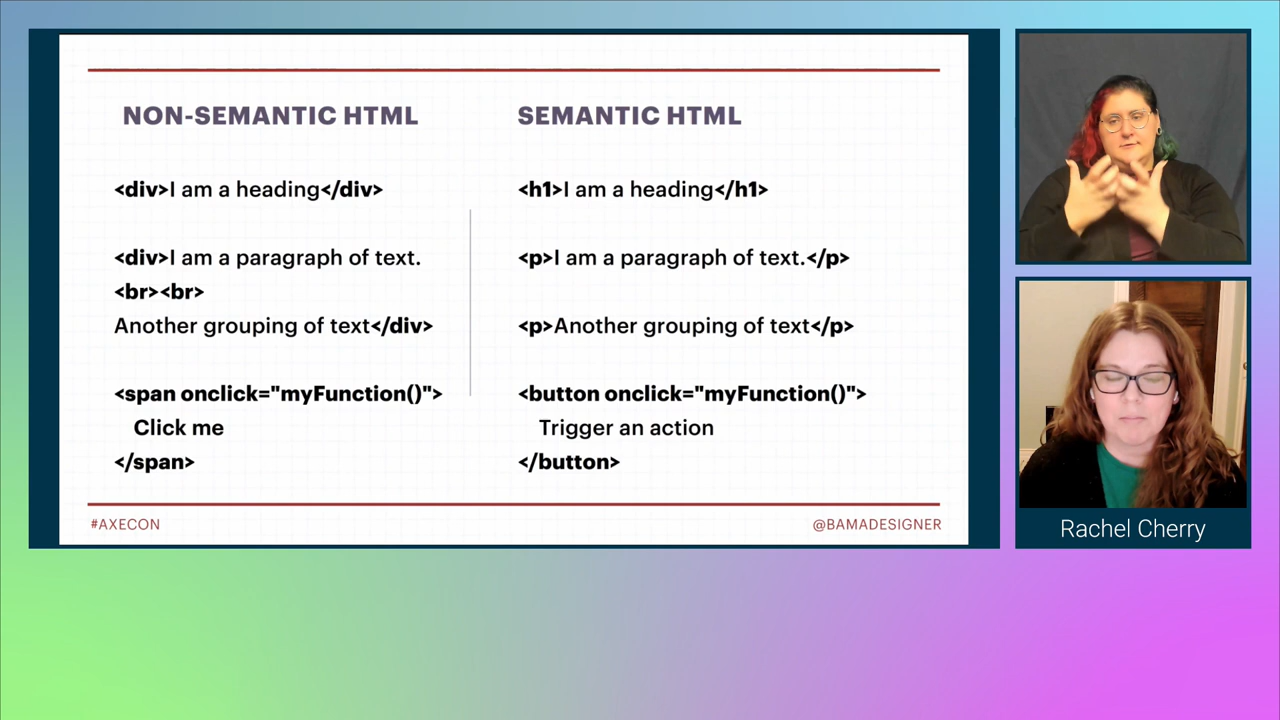 NON-SEMANTIC HTML
<div>I am a heading</div>
<div>I am a paragraph of text.
<br><br>
Another grouping of text</div>
<span onclick="myFunction()">
Click me
</span>
SEMANTIC HTML
<h1>I am a heading</h1>
<p>I am a paragraph of text.</p>
<p>Another grouping of text</p>
<button onclick="myFunction()">
Trigger an action
</button>
#AXECON
@BAMADESIGNER
Rachel Cherry